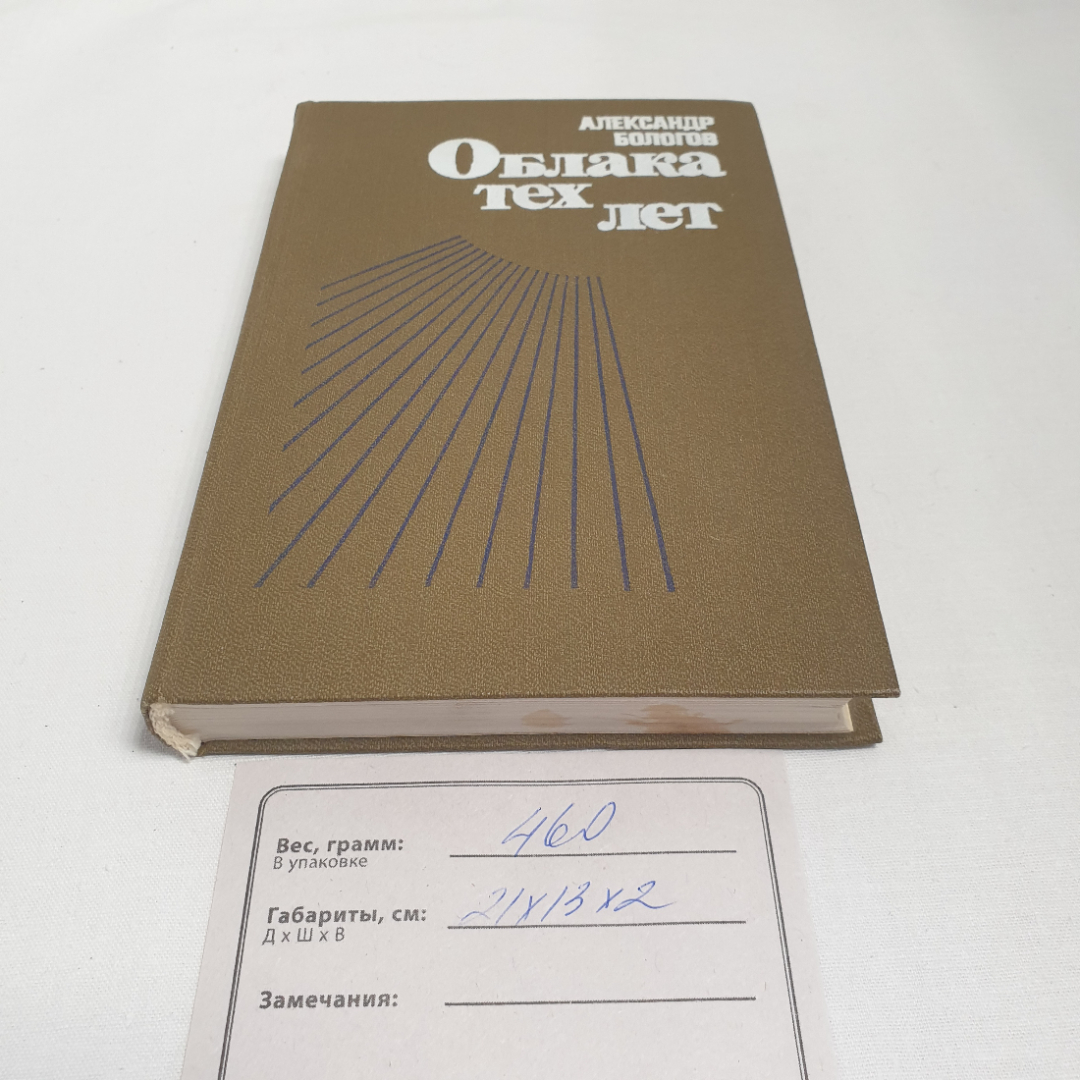 АЛЕКСАНДР
БОЛОГОВ
Облака
тех
лет
Вес, грамм: 460
В упаковке
Габариты, см: 21х13х2
Д х Ш х В
Замечания: